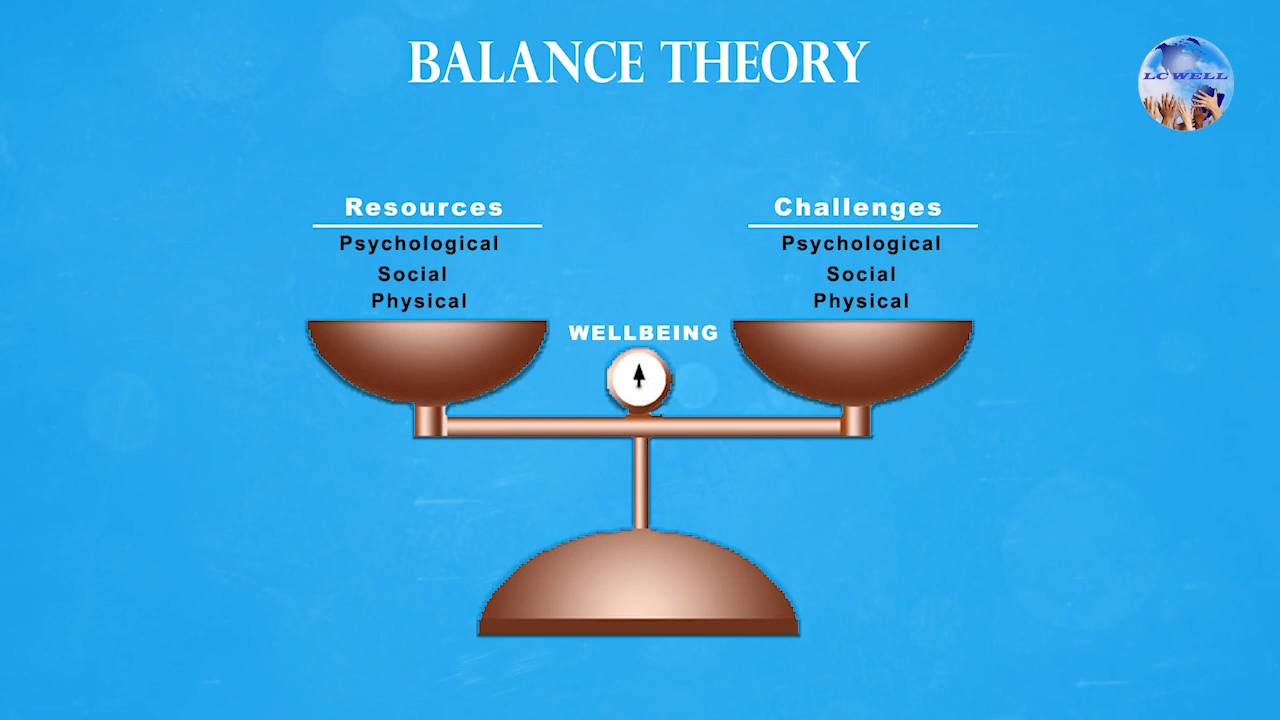 BALANCE THEORY
LC WELL
Resources
Psychological
Social
Physical
Challenges
Psychological
Social
Physical
WELLBEING